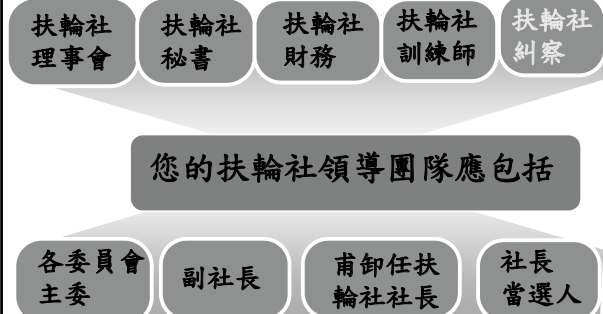 扶輪社
理事會
扶輪社
秘書
扶輪社
財務
扶輪社
訓練師
扶輪社
糾察
您的扶輪社領導團隊應包括
各委員會
主委
副社長
甫卸任扶
輪社社長
社長
當選人